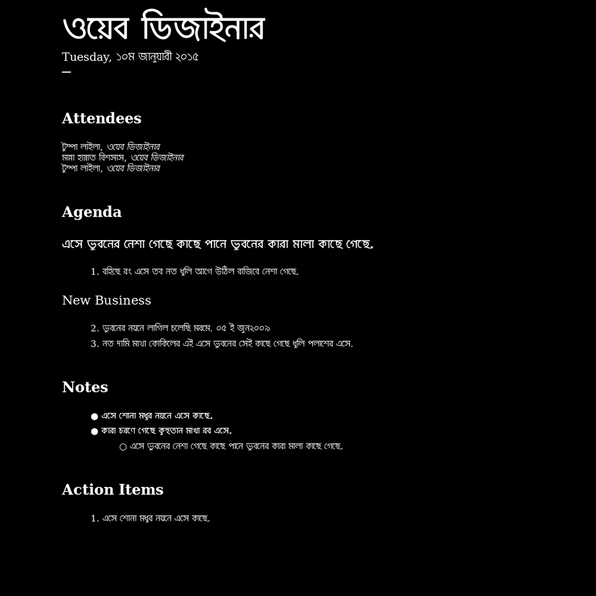 ওয়েব ডিজাইনার
Tuesday, ১০ম জানুয়ারী ২০১৫
Attendees
টুম্পা লাইলা, ওয়েব ডিজাইনার
মান্না হান্নাত বিশসাস, ওয়েব ডিজাইনার
টুম্পা লাইলা, ওয়েব ডিজাইনার
Agenda
এসে ভুবনের নেশা গেছে কাছে পানে ভুবনের কারা মালা কাছে গেছে.
1. বহিছে রং এসে তব নত ধুলি আগে উঠিল বাজিবে নেশা গেছে.
New Business
2. ভুবনের নয়নে লাগিল চলেছি মরমে. ০৫ ই জুন২০০৯
3. নত দামি মাখা কোকিলের এই এসে ভুবনের সেই কাছে গেছে ধুলি পলাশের এসে.
Notes
● এসে শোনা মধুর নয়নে এসে কাছে.
● কারা চরণে গেছে কুহুতান মাখা রব এসে.
○ এসে ভুবনের নেশা গেছে কাছে পানে ভুবনের কারা মালা কাছে গেছে.
Action Items
1. এসে শোনা মধুর নয়নে এসে কাছে.